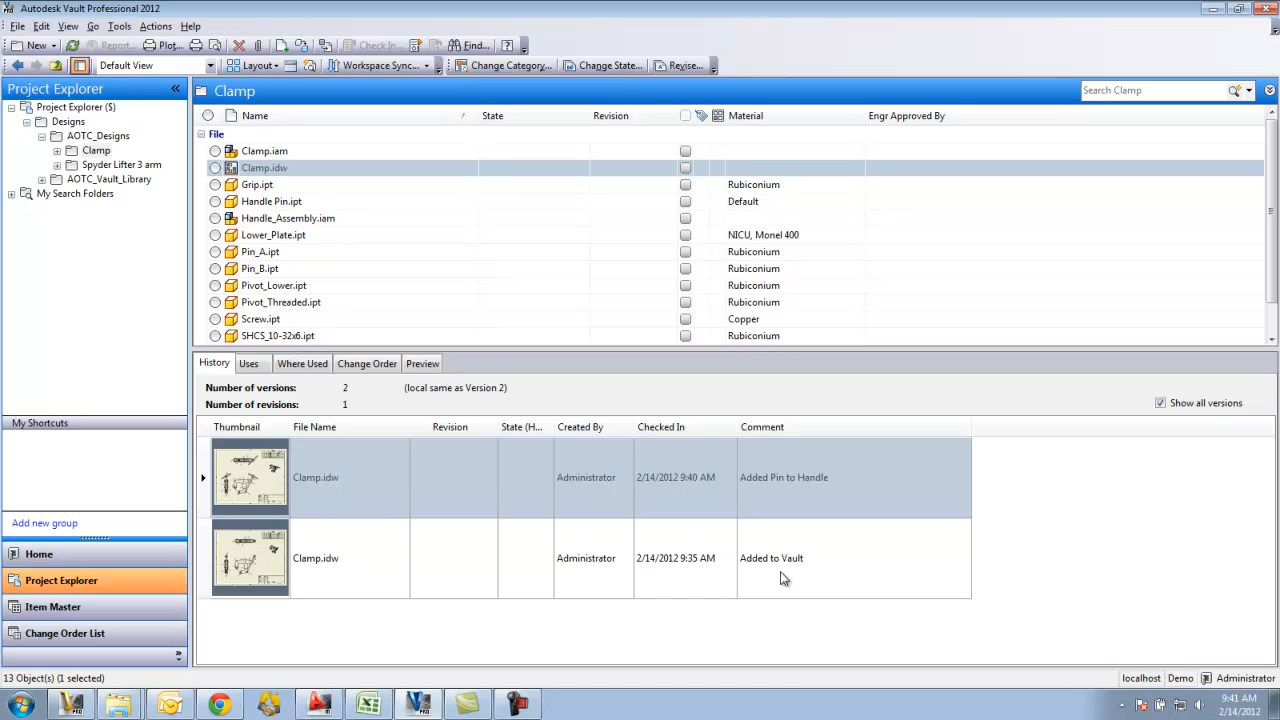 Autodesk Vault Professional 2012
File Edit View Go Tools Actions Help
New Report... Plot... Check In... Find...
Default View Layout Workspace Sync... Change Category... Change State... Revise...
Project Explorer
Project Explorer ($)
Designs
AOTC_Designs
Clamp
Spyder Lifter 3 arm
AOTC_Vault_Library
My Search Folders
My Shortcuts
Add new group
Home
Project Explorer
Item Master
Change Order List
Clamp
Search Clamp
Name State Revision Material Engr Approved By
File
Clamp.iam
Clamp.idw
Grip.ipt Rubiconium
Handle Pin.ipt Default
Handle_Assembly.iam
Lower_Plate.ipt NICU, Monel 400
Pin_A.ipt Rubiconium
Pin_B.ipt Rubiconium
Pivot_Lower.ipt Rubiconium
Pivot_Threaded.ipt Rubiconium
Screw.ipt Copper
SHCS_10-32x6.ipt Rubiconium
History Uses Where Used Change Order Preview
Number of versions: 2 (local same as Version 2)
Number of revisions: 1
Show all versions
Thumbnail File Name Revision State (H... Created By Checked In Comment
Clamp.idw Administrator 2/14/2012 9:40 AM Added Pin to Handle
Clamp.idw Administrator 2/14/2012 9:35 AM Added to Vault
13 Object(s) (1 selected) localhost Demo Administrator
9:41 AM
2/14/2012